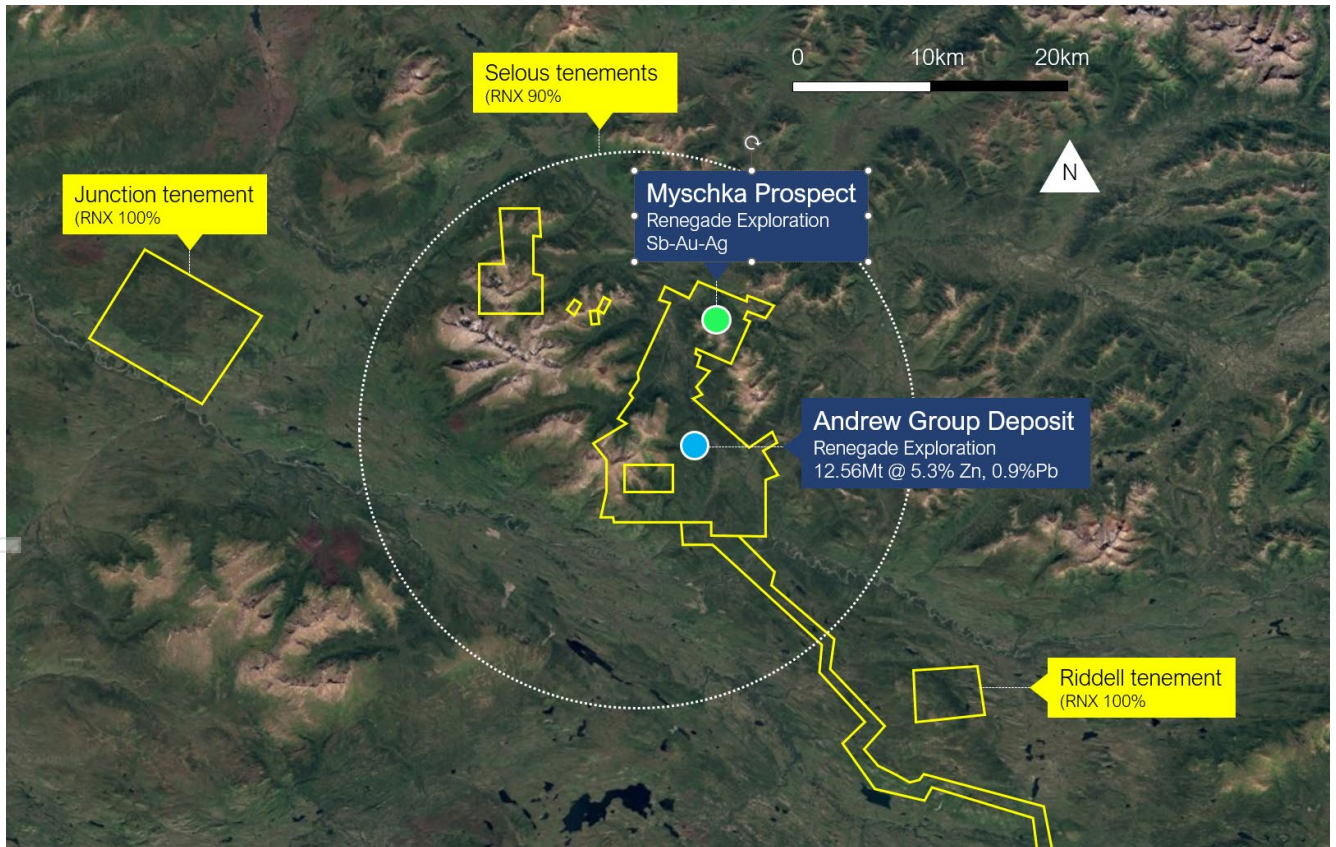 0 10km 20km
Selous tenements
(RNX 90%
N
Junction tenement
(RNX 100%
Myschka Prospect
Renegade Exploration
Sb-Au-Ag
Andrew Group Deposit
Renegade Exploration
12.56Mt @ 5.3% Zn, 0.9%Pb
Riddell tenement
(RNX 100%